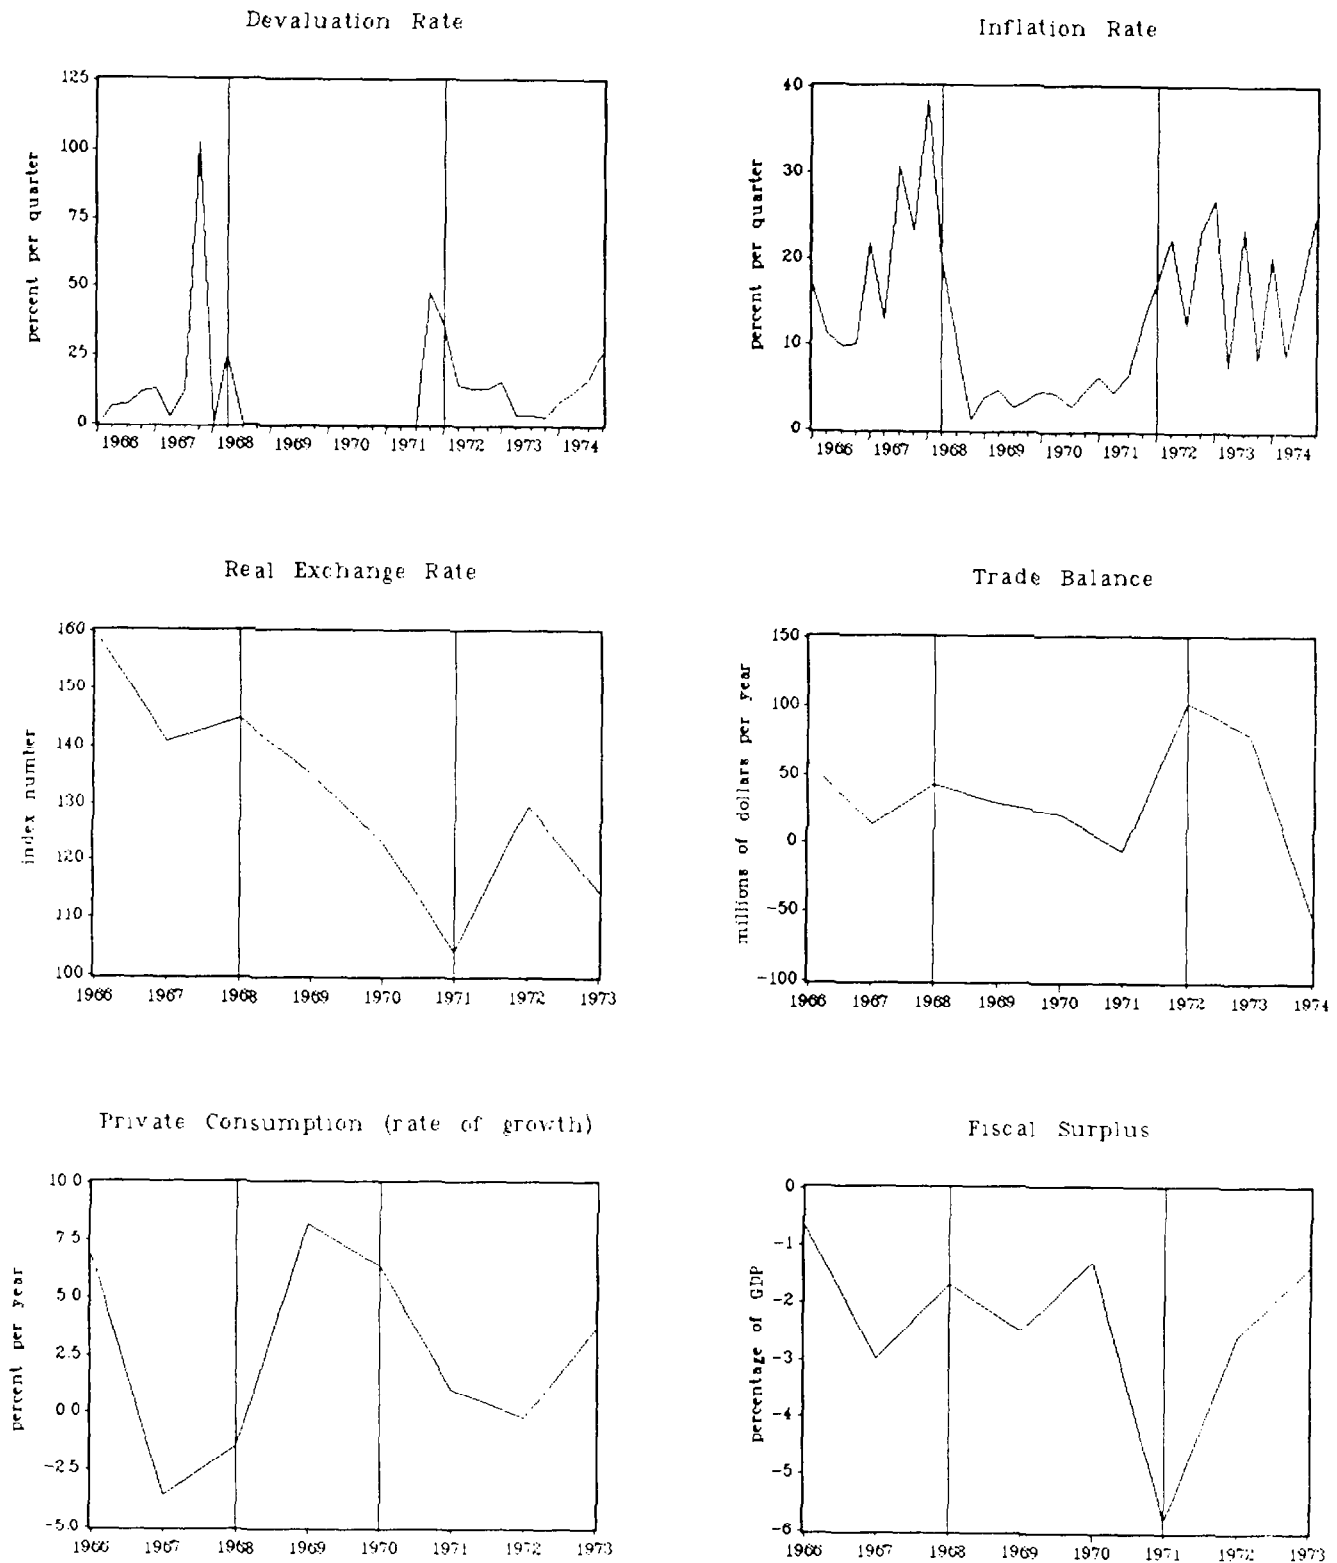 Devaluation Rate
percent per quarter
125
100
75
50
25
0
1966 1967 1968 1969 1970 1971 1972 1973 1974
Inflation Rate
percent per quarter
40
30
20
10
0
1966 1967 1968 1969 1970 1971 1972 1973 1974
Real Exchange Rate
index number
160
150
140
130
120
110
100
1966 1967 1968 1969 1970 1971 1972 1973
Trade Balance
millions of dollars per year
150
100
50
0
-50
-100
1966 1967 1968 1969 1970 1971 1972 1973 1974
Private Consumption (rate of growth)
percent per year
10 0
7 5
5 0
2.5
0 0
-2.5
-5.0
1966 1967 1968 1969 1970 1971 1972 1973
Fiscal Surplus
percentage of GDP
0
-1
-2
-3
-4
-5
-6
1966 1967 1968 1969 1970 1971 1972 1973